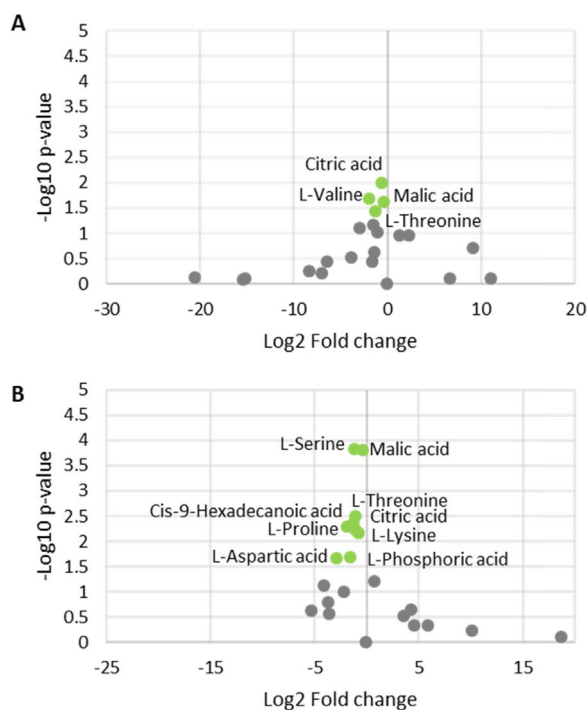 A
5
4.5
4
3.5
3
2.5
2
1.5
1
0.5
0
-Log10 p-value
Citric acid
L-Valine
Malic acid
L-Threonine
-30 -20 -10 0 10 20
Log2 Fold change
B
5
4.5
4
3.5
3
2.5
2
1.5
1
0.5
0
-Log10 p-value
L-Serine
Malic acid
L-Threonine
Cis-9-Hexadecanoic acid
Citric acid
L-Proline
L-Lysine
L-Aspartic acid
L-Phosphoric acid
-25 -15 -5 5 15
Log2 Fold change